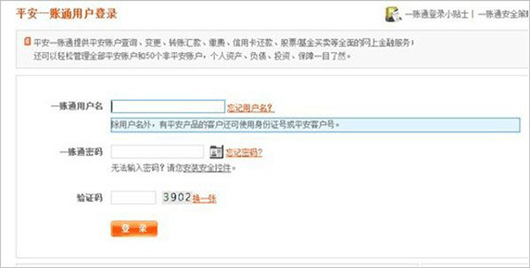 平安一账通用户登录
一账通登录小贴士 | 一账通安全策
平安一账通提供平安账户查询、变更、转账汇款、缴费、信用卡还款、股票/基金买卖等全面的网上金融服务!
还可以轻松管理全部平安账户和50个非平安账户，个人资产、负债、投资、保障一目了然。
一账通用户名 忘记用户名?
除用户名外，有平安产品的客户还可使用身份证号或平安客户号。
一账通密码 忘记密码?
无法输入密码? 请您安装安全控件。
验证码 3902 换一张
登 录